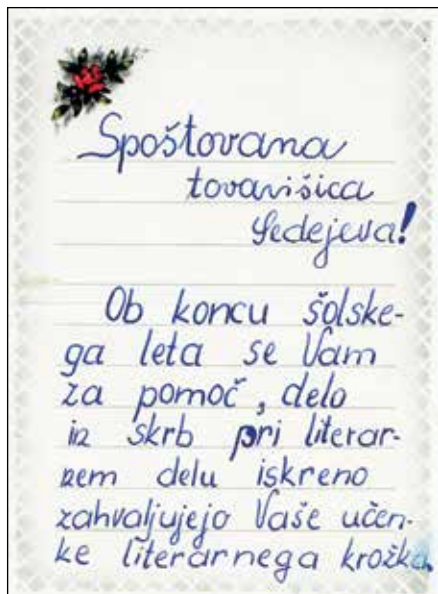 Spoštovana
tovarišica
Sedejeva!
Ob koncu šolske-
ga leta se Vam
za pomoč, delo
in skrb pri literar-
nem delu iskreno
zahvaljujejo Vaše učen-
ke literarnega krožka.